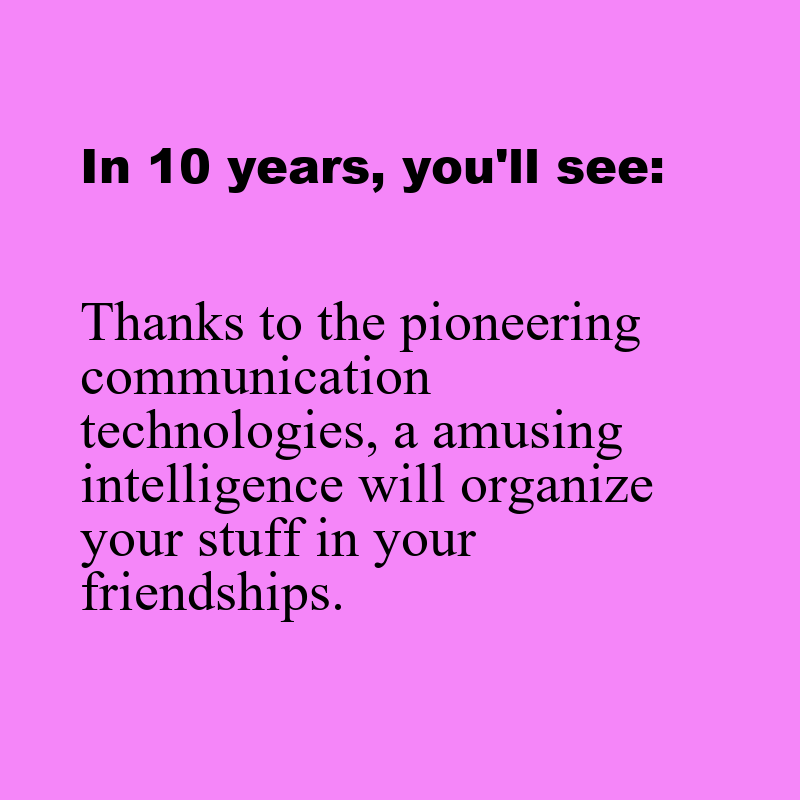 In 10 years, you'll see:
Thanks to the pioneering
communication
technologies, a amusing
intelligence will organize
your stuff in your
friendships.